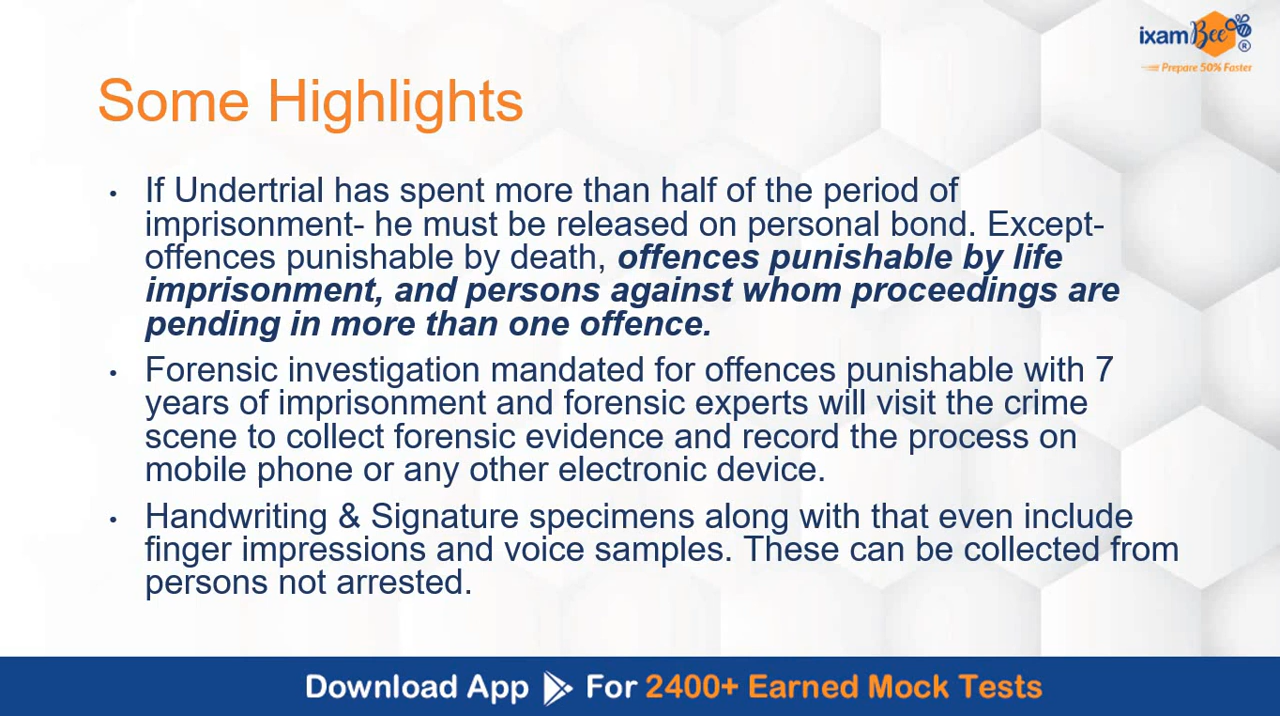 ixamBee
®
Prepare 50% Faster
Some Highlights
• If Undertrial has spent more than half of the period of
imprisonment- he must be released on personal bond. Except-
offences punishable by death, offences punishable by life
imprisonment, and persons against whom proceedings are
pending in more than one offence.
• Forensic investigation mandated for offences punishable with 7
years of imprisonment and forensic experts will visit the crime
scene to collect forensic evidence and record the process on
mobile phone or any other electronic device.
• Handwriting & Signature specimens along with that even include
finger impressions and voice samples. These can be collected from
persons not arrested.
Download App For 2400+ Earned Mock Tests